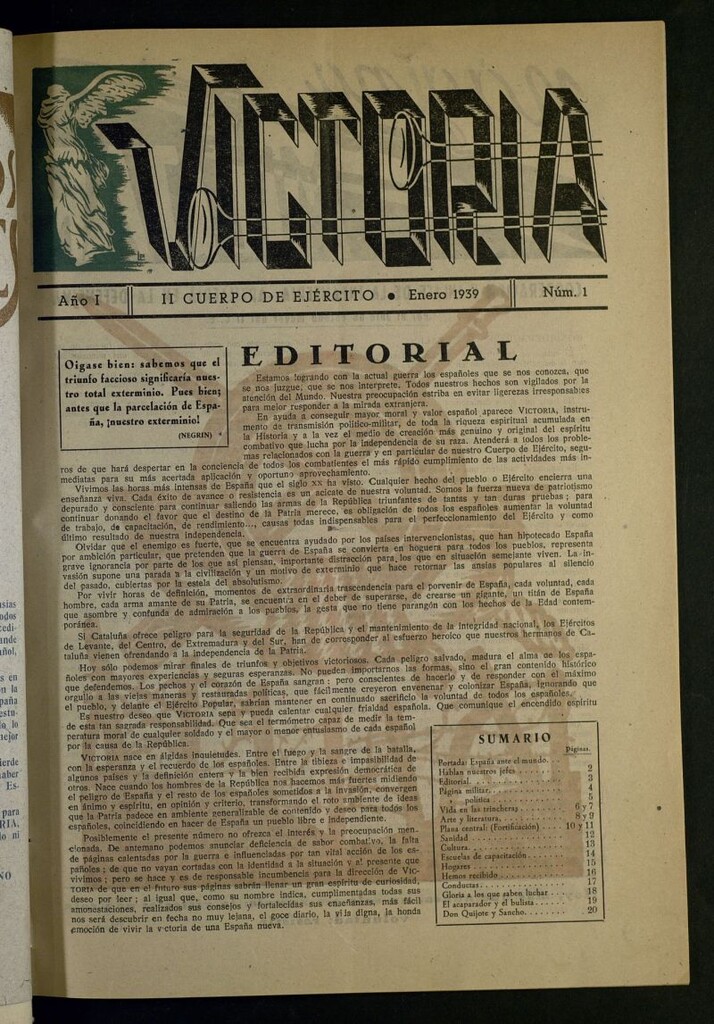 VICTORIA
Año I
II CUERPO DE EJÉRCITO • Enero 1939
Núm. 1
Oigase bien: sabemos que el
triunfo faccioso significaría nues-
tro total exterminio. Pues bien;
antes que la parcelación de Espa-
ña, ¡nuestro exterminio!
(NEGRIN)
EDITORIAL
Estamos logrando con la actual guerra los españoles que se nos conozca, que
se nos juzgue, que se nos interprete. Todos nuestros hechos son vigilados por la
atención del Mundo. Nuestra preocupación estriba en evitar ligerezas irresponsables
para mejor responder a la mirada extranjera.
En ayuda a conseguir mayor moral y valor español aparece VICTORIA, instru-
mento de transmisión político-militar, de toda la riqueza espiritual acumulada en
la Historia y a la vez el medio de creación más genuino y original del espíritu
combativo que lucha por la independencia de su raza. Atenderá a todos los proble-
mas relacionados con la guerra y en particular de nuestro Cuerpo de Ejército, segu-
ros de que hará despertar en la conciencia de todos los combatientes el más rápido cumplimiento de las actividades más in-
mediatas para su más acertada aplicación y oportuno aprovechamiento.
Vivimos las horas más intensas de España que el siglo XX ha visto. Cualquier hecho del pueblo o Ejército encierra una
enseñanza viva. Cada éxito de avance o resistencia es un acicate de nuestra voluntad. Somos la fuerza nueva de patriotismo
depurado y consciente para continuar saliendo las armas de la República triunfantes de tantas y tan duras pruebas; para
continuar donando el favor que el destino de la Patria merece, es obligación de todos los españoles aumentar la voluntad
de trabajo, de capacitación, de rendimiento..., causas todas indispensables para el perfeccionamiento del Ejército y como
último resultado de nuestra independencia.
Olvidar que el enemigo es fuerte, que se encuentra ayudado por los países intervencionistas, que han hipotecado España
por ambición particular, que pretenden que la guerra de España se convierta en hoguera para todos los pueblos, representa
grave ignorancia por parte de los que así piensan, importante distracción para los que en situación semejante viven. La in-
vasión supone una parada a la civilización y un motivo de exterminio que hace retornar las ansias populares al silencio
del pasado, cubiertas por la estela del absolutismo.
Por vivir horas de definición, momentos de extraordinaria trascendencia para el porvenir de España, cada voluntad, cada
hombre, cada arma amante de su Patria, se encuentra en el deber de superarse, de crearse un gigante, un titán de España
que asombre y confunda de admiración a los pueblos, la gesta que no tiene parangón con los hechos de la Edad contem-
poránea.
Si Cataluña ofrece peligro para la seguridad de la República y el mantenimiento de la integridad nacional, los Ejércitos
de Levante, del Centro, de Extremadura y del Sur, han de corresponder al esfuerzo heroico que nuestros hermanos de Ca-
taluña vienen ofrendando a la independencia de la Patria.
Hoy sólo podemos mirar finales de triunfos y objetivos victoriosos. Cada peligro salvado, madura el alma de los espa-
ñoles con mayores experiencias y seguras esperanzas. No pueden importarnos las formas, sino el gran contenido histórico
que defendemos. Los pechos y el corazón de España sangran; pero conscientes de hacerlo y de responder con el máximo
orgullo a las viejas maneras y restauradas políticas, que fácilmente creyeron envenenar y colonizar España, ignorando que
el pueblo, y delante el Ejército Popular, sabrían mantener en continuado sacrificio la voluntad de todos los españoles.
Es nuestro deseo que VICTORIA sepa y pueda calentar cualquier frialdad española. Que comunique el encendido espíritu
de esta tan sagrada responsabilidad. Que sea el termómetro capaz de medir la tem-
peratura moral de cualquier soldado y el mayor o menor entusiasmo de cada español
por la causa de la República.
VICTORIA nace en álgidas inquietudes. Entre el fuego y la sangre de la batalla,
con la esperanza y el recuerdo de los españoles. Entre la tibieza e impasibilidad de
algunos países y la definición entera y la bien recibida expresión democrática de
otros. Nace cuando los hombres de la República nos hacemos más fuertes midiendo
el peligro de España y el resto de los españoles sometidos a la invasión, convergen
en ánimo y espíritu, en opinión y criterio, transformando el roto ambiente de ideas
que la Patria padece en ambiente generalizable de contenido y deseo para todos los
españoles, coincidiendo en hacer de España un pueblo libre e independiente.
Posiblemente el presente número no ofrezca el interés y la preocupación men-
cionada. De antemano podemos anunciar deficiencia de sabor combativo, la falta
de páginas calentadas por la guerra e influenciadas por tan vital acción de los es-
pañoles; de que no vayan cortadas con la identidad a la situación y al presente que
vivimos; pero se hace y es de responsable incumbencia para la dirección de VIC-
TORIA de que en el futuro sus páginas sabrán llenar un gran espíritu de curiosidad,
deseo por leer; al igual que, como su nombre indica, cumplimentadas todas sus
amonestaciones, realizados sus consejos y fortalecidas sus enseñanzas, más fácil
nos será descubrir en fecha no muy lejana, el goce diario, la vida digna, la honda
emoción de vivir la victoria de una España nueva.
SUMARIO
Páginas.
Portada: España ante el mundo...
Hablan nuestros jefes ........ 2
Editorial. ........ 3
Página militar. ........ 4
» política ........ 5
Vida en las trincheras. ........ 6 y 7
Arte y literatura. ........ 8 y 9
Plana central: (Fortificación) .... 10 y 11
Sanidad ........ 12
Cultura. ........ 13
Escuelas de capacitación. ........ 14
Hogares ........ 15
Hemos recibido ........ 16
Conductas. ........ 17
Gloria a los que saben luchar. ........ 18
El acaparador y el bulista ........ 19
Don Quijote y Sancho. ........ 20